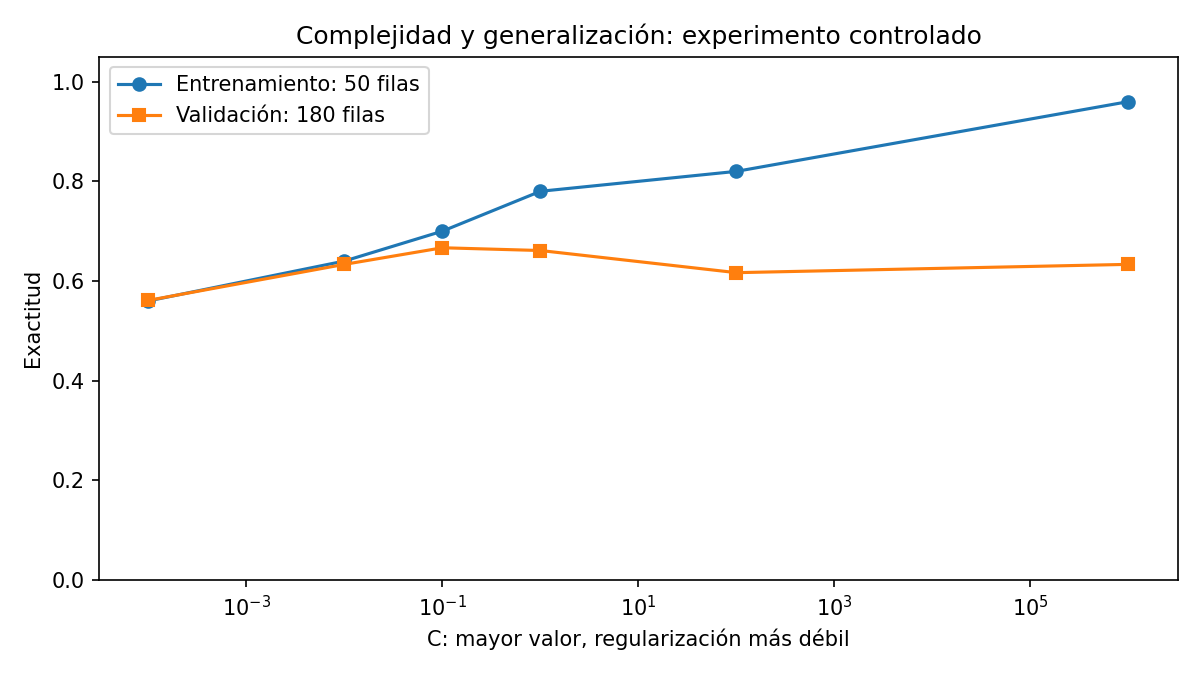 Complejidad y generalización: experimento controlado
Entrenamiento: 50 filas
Validación: 180 filas
1.0
0.8
0.6
0.4
0.2
0.0
Exactitud
10⁻³
10⁻¹
10¹
10³
10⁵
C: mayor valor, regularización más débil